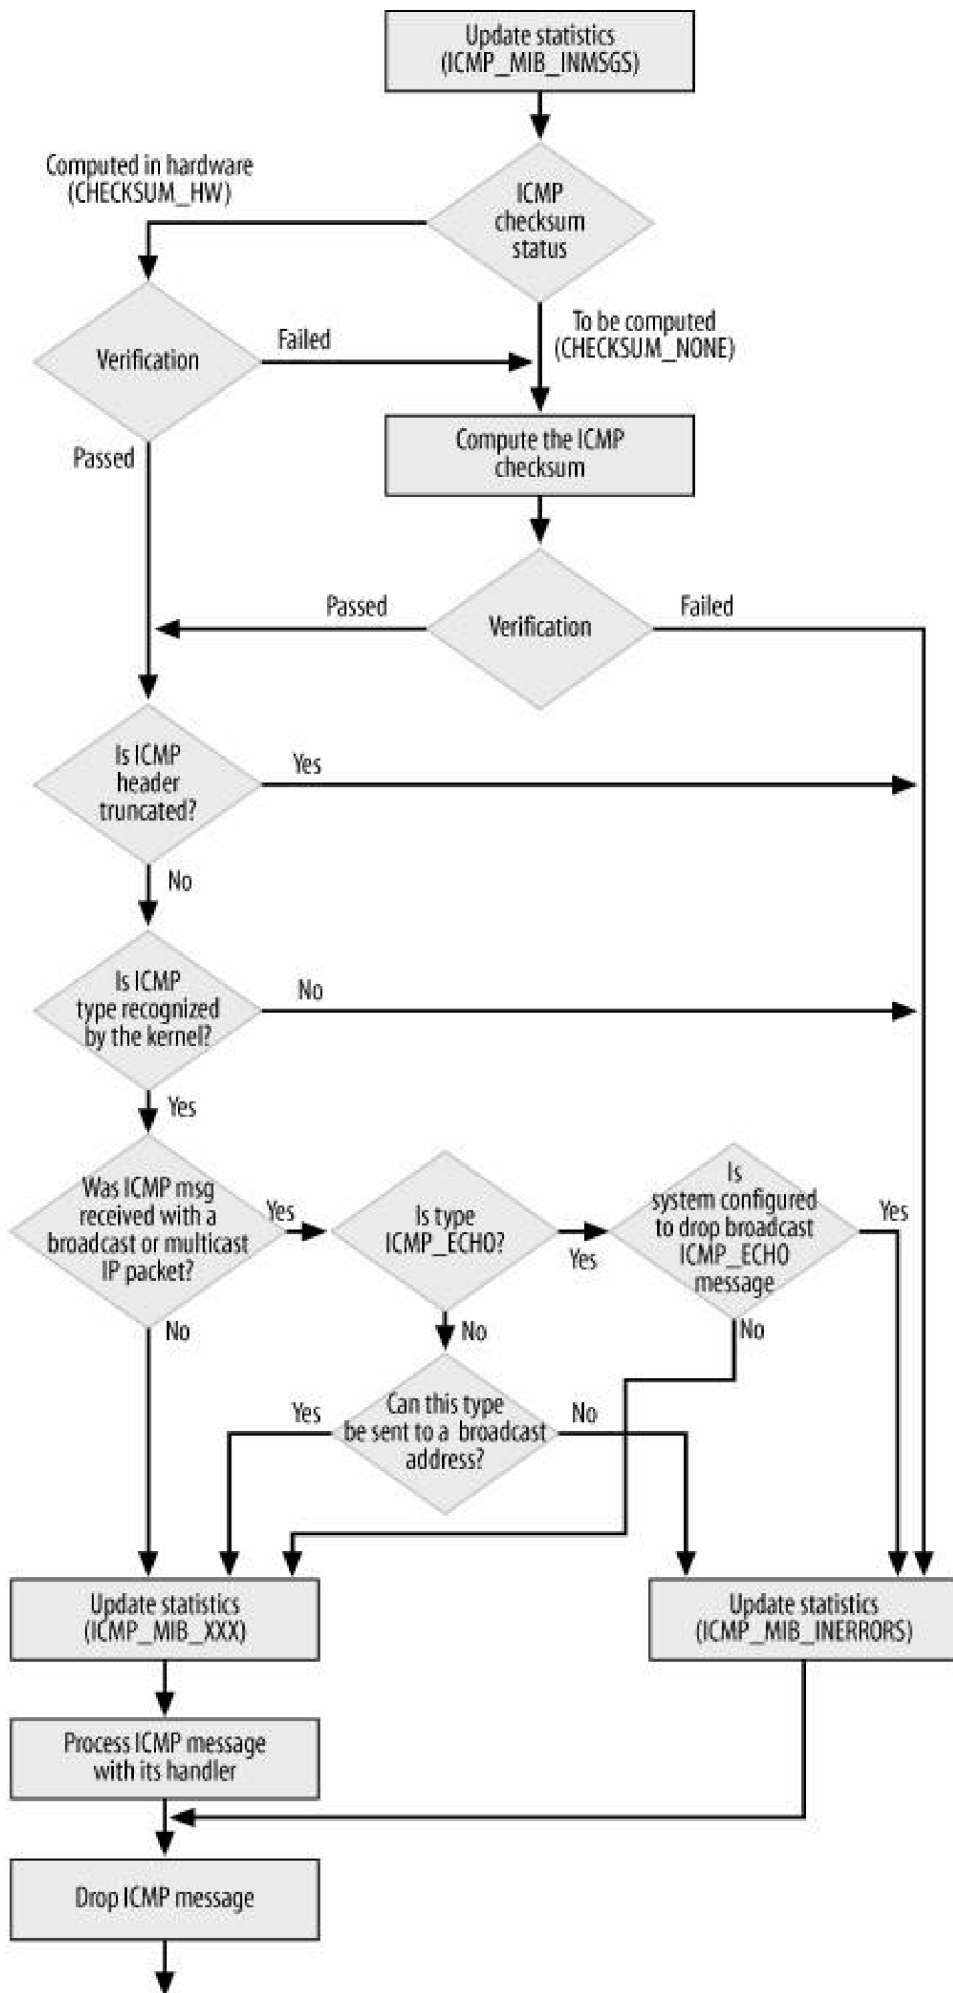 Update statistics
(ICMP_MIB_INMSGS)
Computed in hardware
(CHECKSUM_HW)
ICMP
checksum
status
To be computed
(CHECKSUM_NONE)
Verification
Failed
Compute the ICMP
checksum
Passed
Passed
Verification
Failed
Is ICMP
header
truncated?
Yes
No
Is ICMP
type recognized
by the kernel?
No
Yes
Was ICMP msg
received with a
broadcast or multicast
IP packet?
Yes
Is type
ICMP_ECHO?
Yes
Is
system configured
to drop broadcast
ICMP_ECHO
message
Yes
No
No
No
Can this type
be sent to a broadcast
address?
Yes
No
Update statistics
(ICMP_MIB_XXX)
Update statistics
(ICMP_MIB_INERRORS)
Process ICMP message
with its handler
Drop ICMP message